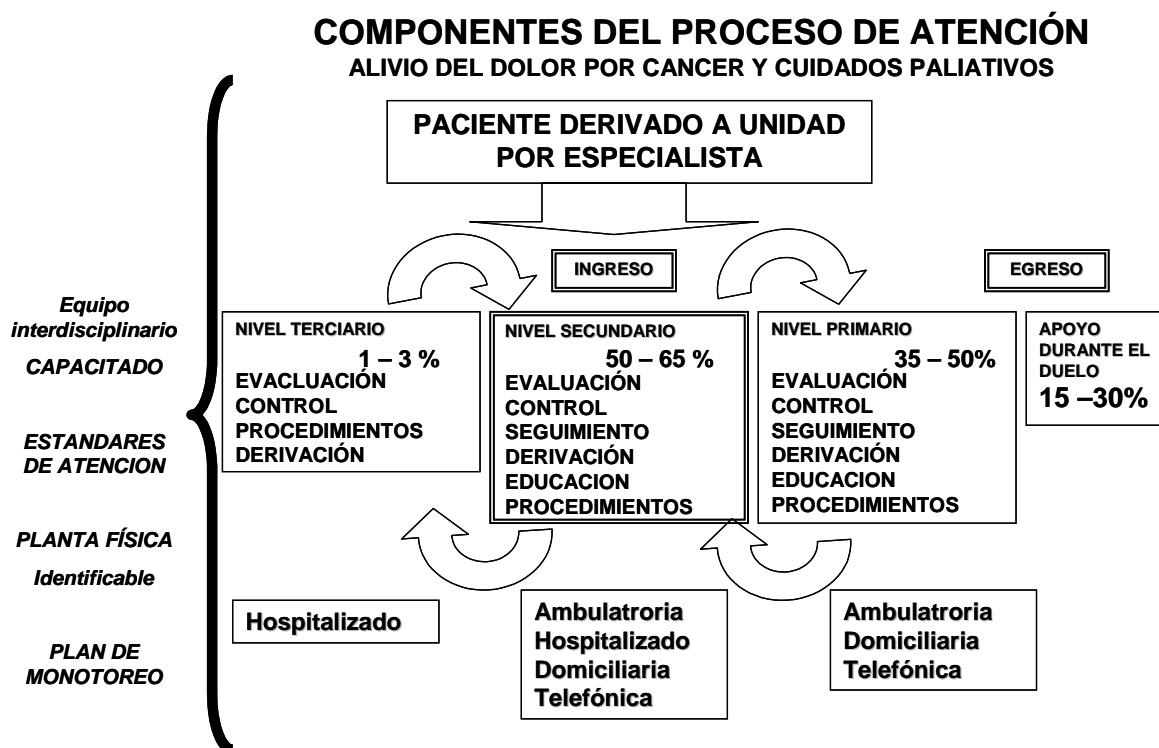 COMPONENTES DEL PROCESO DE ATENCIÓN
ALIVIO DEL DOLOR POR CANCER Y CUIDADOS PALIATIVOS
PACIENTE DERIVADO A UNIDAD
POR ESPECIALISTA
INGRESO
EGRESO
Equipo
interdisciplinario
CAPACITADO
ESTANDARES
DE ATENCION
PLANTA FÍSICA
Identificable
PLAN DE
MONOTOREO
NIVEL TERCIARIO
1 – 3 %
EVACLUACIÓN
CONTROL
PROCEDIMIENTOS
DERIVACIÓN
NIVEL SECUNDARIO
50 – 65 %
EVALUACIÓN
CONTROL
SEGUIMIENTO
DERIVACIÓN
EDUCACION
PROCEDIMIENTOS
NIVEL PRIMARIO
35 – 50%
EVALUACIÓN
CONTROL
SEGUIMIENTO
DERIVACIÓN
EDUCACION
PROCEDIMIENTOS
APOYO
DURANTE EL
DUELO
15 –30%
Hospitalizado
Ambulatroria
Hospitalizado
Domiciliaria
Telefónica
Ambulatroria
Domiciliaria
Telefónica